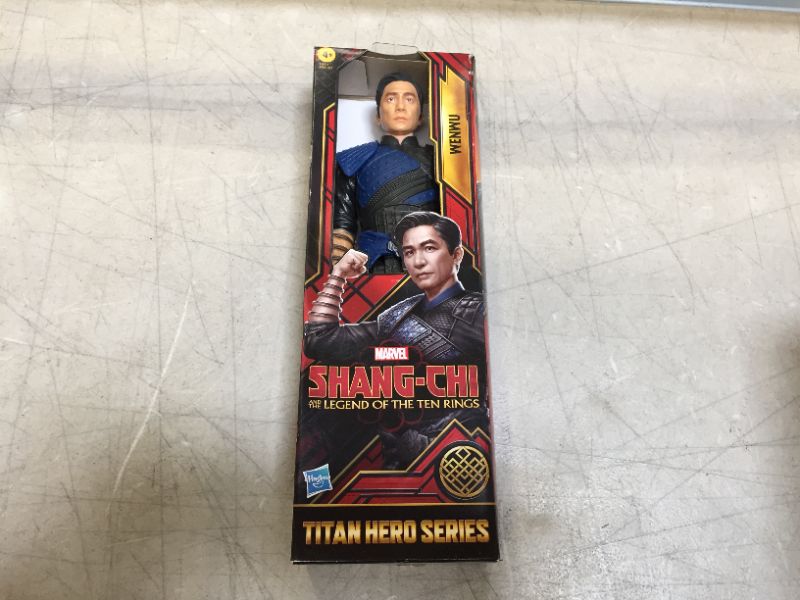 4+
WENWU
MARVEL
SHANG-CHI
AND THE LEGEND OF THE TEN RINGS
Hasbro
TITAN HERO SERIES